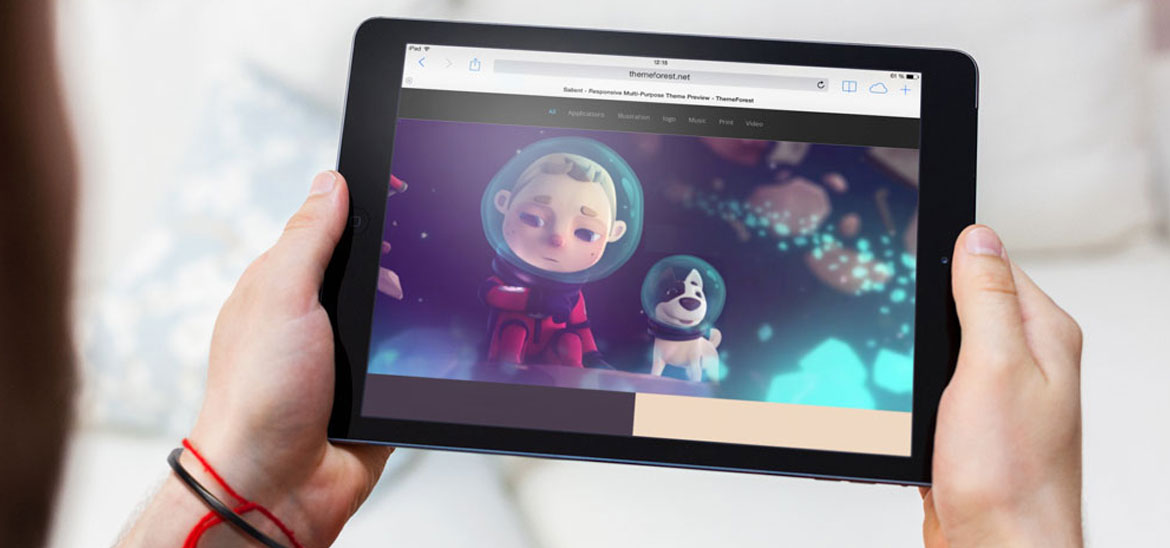 iPad
12:15
61 %
themeforest.net
Salient - Responsive Multi-Purpose Theme Preview - ThemeForest
All Applications Illustration Logo Music Print Video